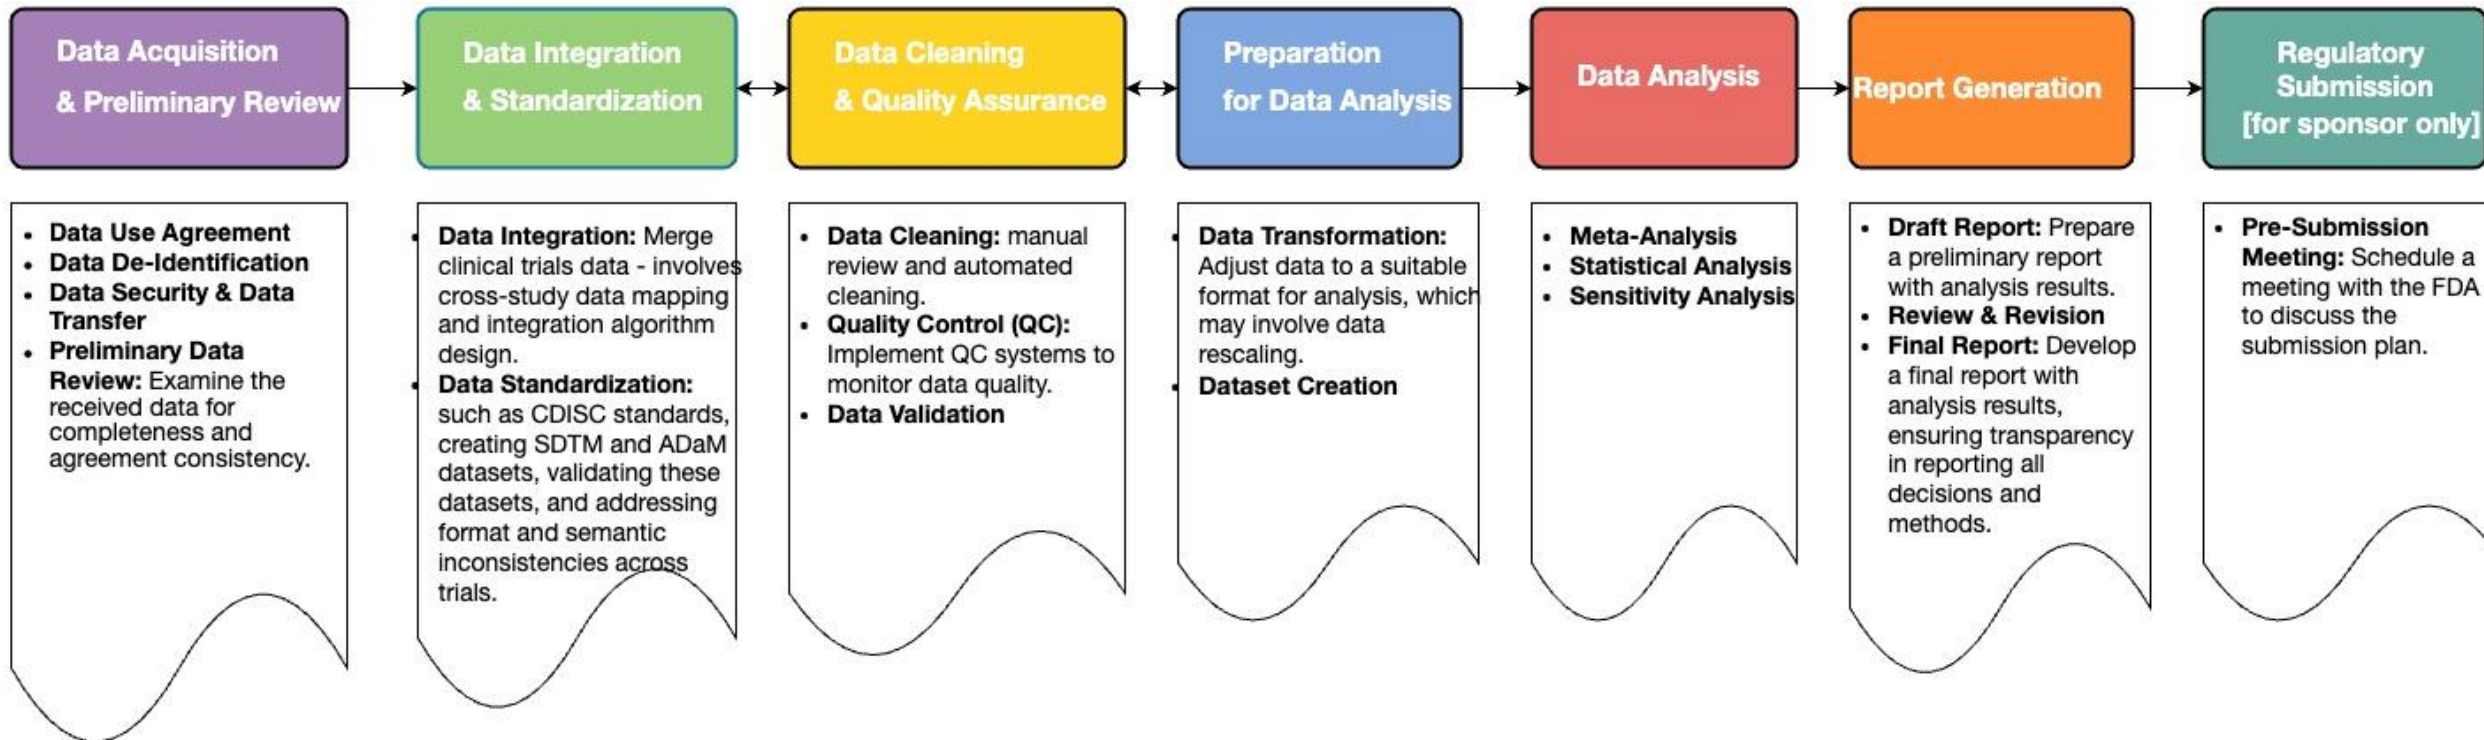 Data Acquisition
& Preliminary Review
Data Integration
& Standardization
Data Cleaning
& Quality Assurance
Preparation
for Data Analysis
Data Analysis
Report Generation
Regulatory
Submission
[for sponsor only]
• Data Use Agreement
• Data De-Identification
• Data Security & Data
Transfer
• Preliminary Data
Review: Examine the
received data for
completeness and
agreement consistency.
• Data Integration: Merge
clinical trials data - involves
cross-study data mapping
and integration algorithm
design.
• Data Standardization:
such as CDISC standards,
creating SDTM and ADaM
datasets, validating these
datasets, and addressing
format and semantic
inconsistencies across
trials.
• Data Cleaning: manual
review and automated
cleaning.
• Quality Control (QC):
Implement QC systems to
monitor data quality.
• Data Validation
• Data Transformation:
Adjust data to a suitable
format for analysis, which
may involve data
rescaling.
• Dataset Creation
• Meta-Analysis
• Statistical Analysis
• Sensitivity Analysis
• Draft Report: Prepare
a preliminary report
with analysis results.
• Review & Revision
• Final Report: Develop
a final report with
analysis results,
ensuring transparency
in reporting all
decisions and
methods.
• Pre-Submission
Meeting: Schedule a
meeting with the FDA
to discuss the
submission plan.